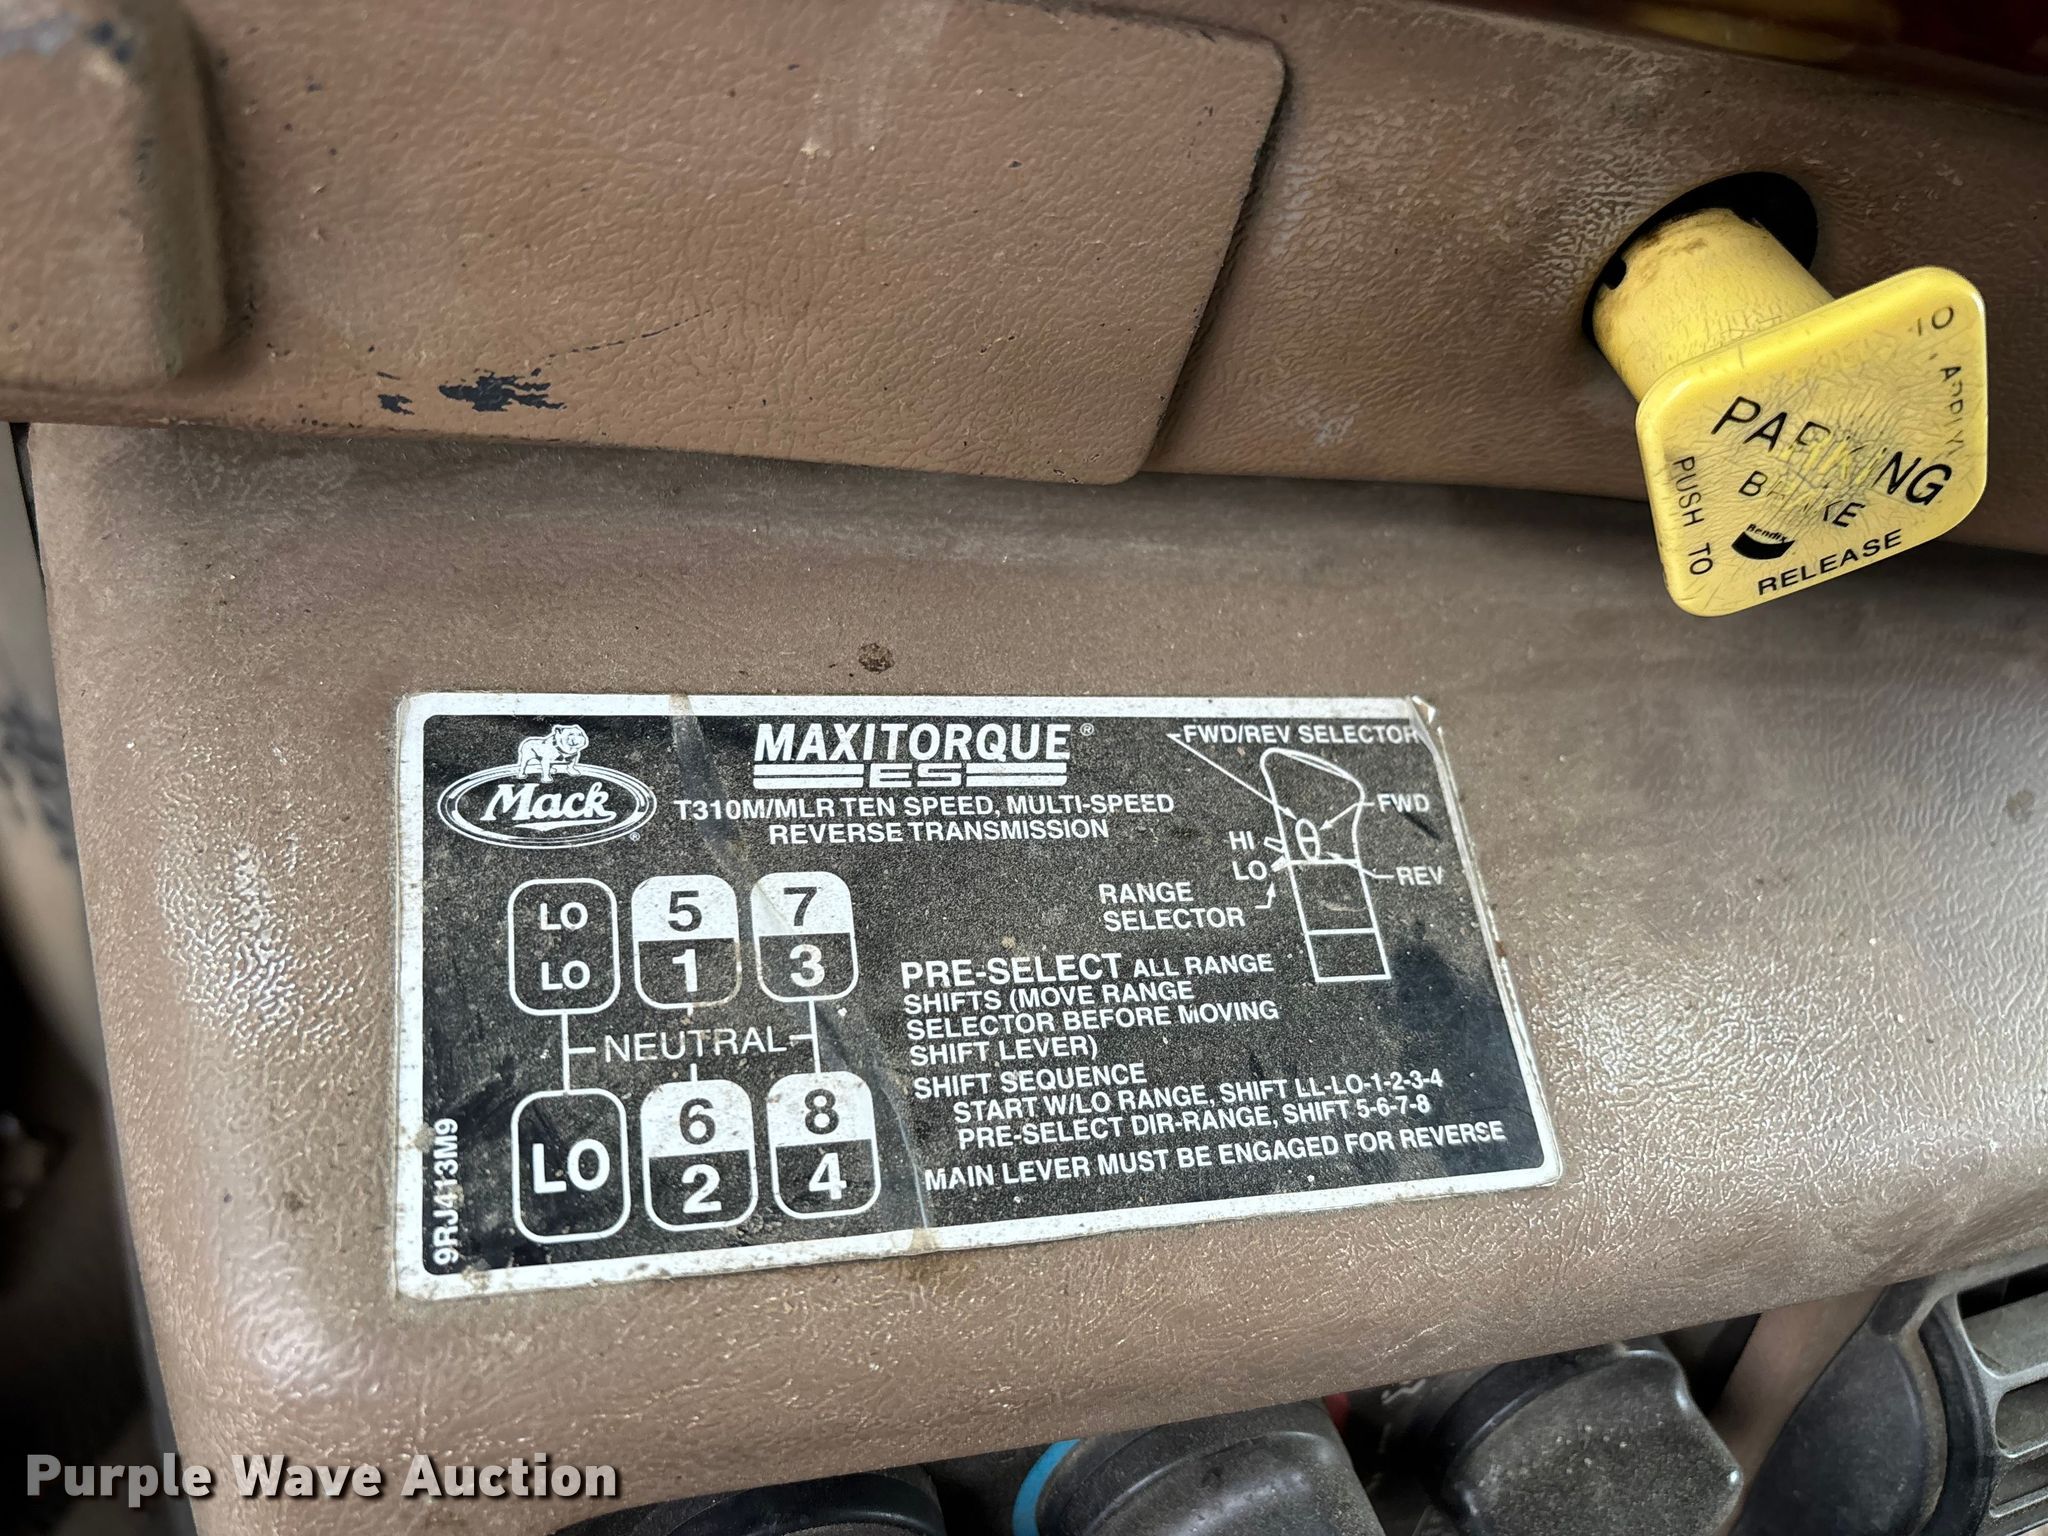 TO APPLY
PARKING
BRAKE
PUSH TO
RELEASE
Bendix
Mack
®
MAXITORQUE®
ES
T310M/MLR TEN SPEED, MULTI-SPEED
REVERSE TRANSMISSION
FWD/REV SELECTOR
FWD
HI
LO
REV
RANGE
SELECTOR
LO
LO
5
1
7
3
NEUTRAL
LO
6
2
8
4
PRE-SELECT ALL RANGE
SHIFTS (MOVE RANGE
SELECTOR BEFORE MOVING
SHIFT LEVER)
SHIFT SEQUENCE
START W/LO RANGE, SHIFT LL-LO-1-2-3-4
PRE-SELECT DIR-RANGE, SHIFT 5-6-7-8
MAIN LEVER MUST BE ENGAGED FOR REVERSE
9RJ413M9
Purple Wave Auction